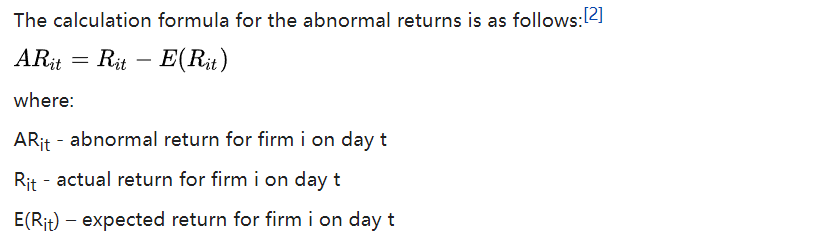 The calculation formula for the abnormal returns is as follows:[2]
ARit = Rit − E(Rit)
where:
ARit - abnormal return for firm i on day t
Rit - actual return for firm i on day t
E(Rit) – expected return for firm i on day t